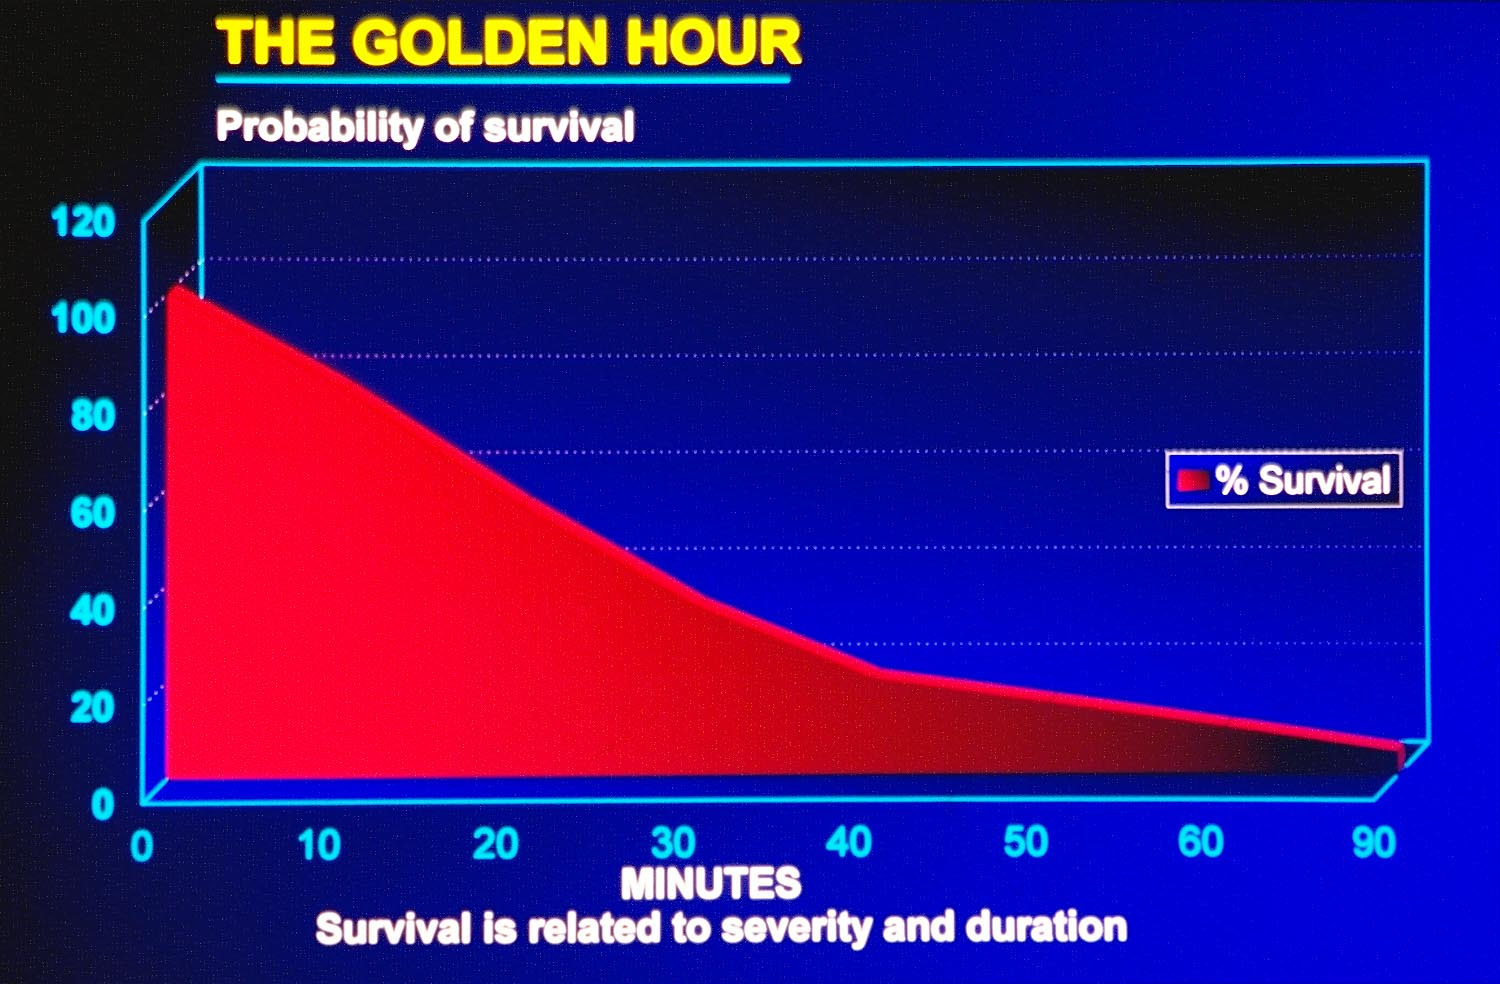 THE GOLDEN HOUR
Probability of survival
120
100
80
60
40
20
0
% Survival
0 10 20 30 40 50 60 90
MINUTES
Survival is related to severity and duration